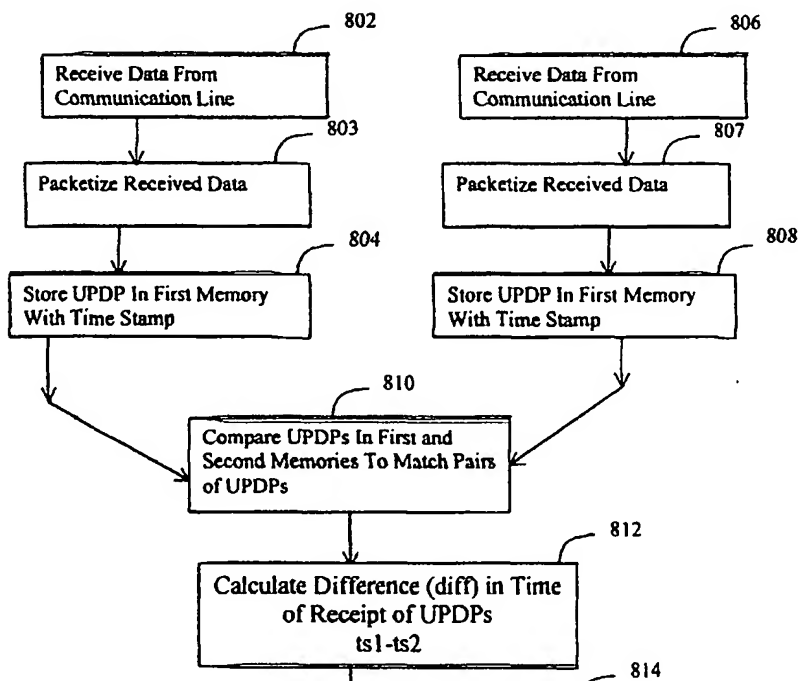 802
Receive Data From
Communication Line
803
Packetize Received Data
804
Store UPDP In First Memory
With Time Stamp
806
Receive Data From
Communication Line
807
Packetize Received Data
808
Store UPDP In First Memory
With Time Stamp
810
Compare UPDPs In First and
Second Memories To Match Pairs
of UPDPs
812
Calculate Difference (diff) in Time
of Receipt of UPDPs
ts1-ts2
814